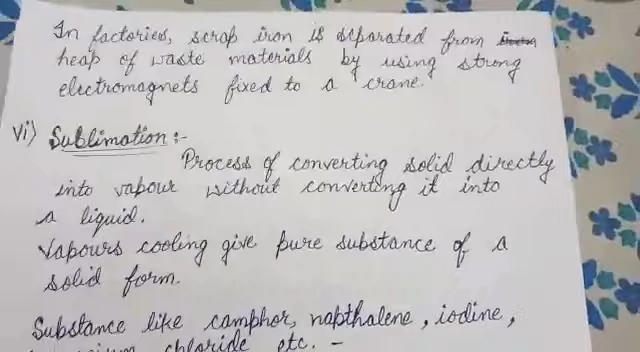 In factories, scrap iron is separated from
heap of waste materials by using strong
electromagnets fixed to a crane.
vi) Sublimation :-
Process of converting solid directly
into vapour without converting it into
a liquid.
Vapours cooling give pure substance of a
solid form.
Substance like camphor, napthalene, iodine,
chloride etc. -